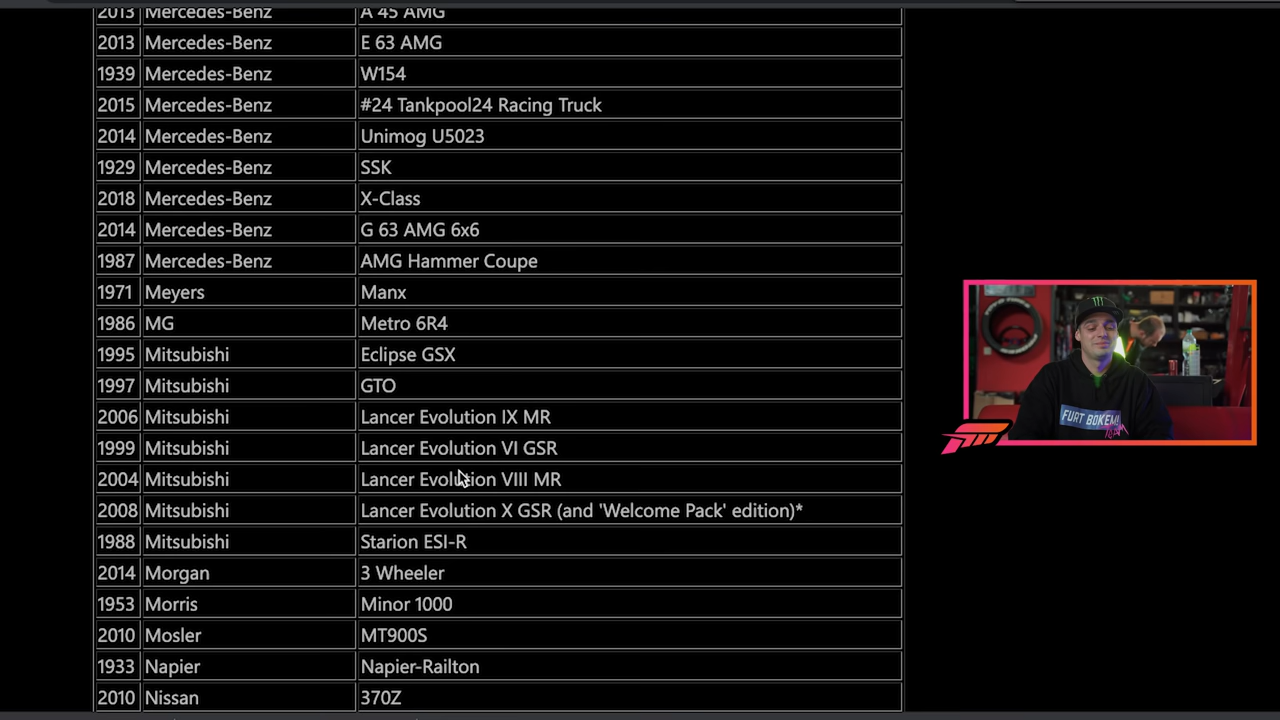 2013 Mercedes-Benz A 45 AMG
2013 Mercedes-Benz E 63 AMG
1939 Mercedes-Benz W154
2015 Mercedes-Benz #24 Tankpool24 Racing Truck
2014 Mercedes-Benz Unimog U5023
1929 Mercedes-Benz SSK
2018 Mercedes-Benz X-Class
2014 Mercedes-Benz G 63 AMG 6x6
1987 Mercedes-Benz AMG Hammer Coupe
1971 Meyers Manx
1986 MG Metro 6R4
1995 Mitsubishi Eclipse GSX
1997 Mitsubishi GTO
2006 Mitsubishi Lancer Evolution IX MR
1999 Mitsubishi Lancer Evolution VI GSR
2004 Mitsubishi Lancer Evolution VIII MR
2008 Mitsubishi Lancer Evolution X GSR (and 'Welcome Pack' edition)*
1988 Mitsubishi Starion ESI-R
2014 Morgan 3 Wheeler
1953 Morris Minor 1000
2010 Mosler MT900S
1933 Napier Napier-Railton
2010 Nissan 370Z
FURT BOKEM!